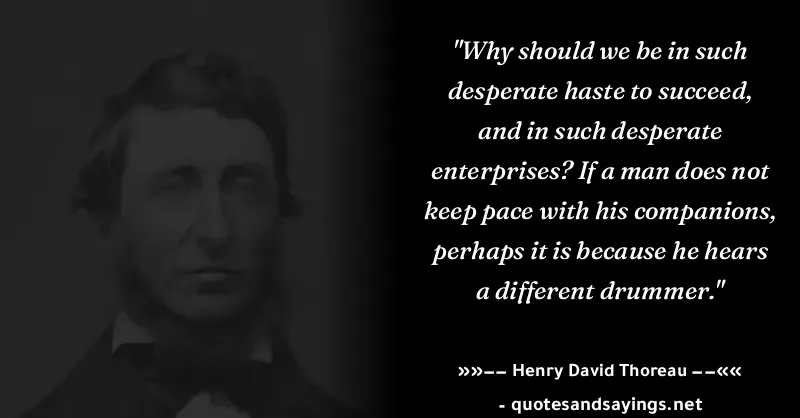 "Why should we be in such
desperate haste to succeed,
and in such desperate
enterprises? If a man does not
keep pace with his companions,
perhaps it is because he hears
a different drummer."
»»−− Henry David Thoreau −−««
- quotesandsayings.net